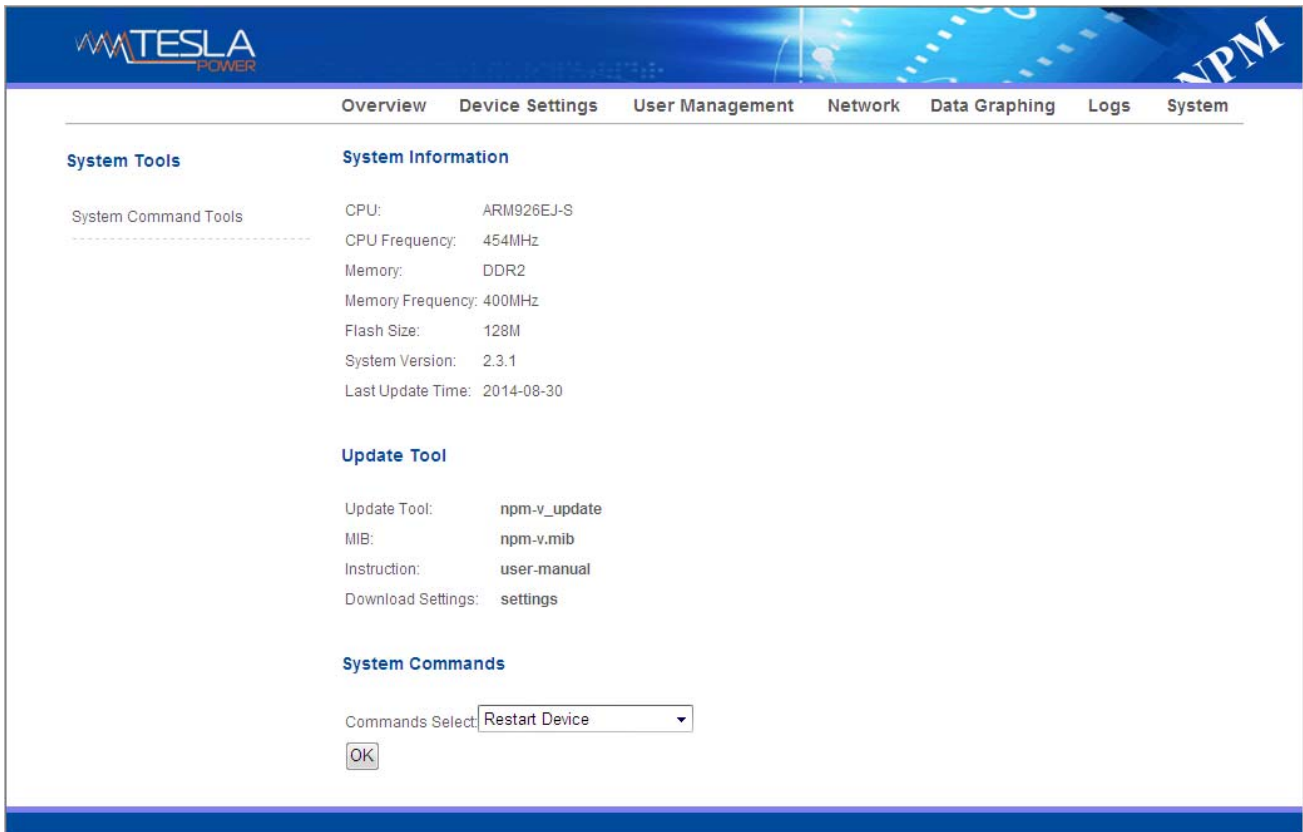 TESLA
POWER
NPM
Overview Device Settings User Management Network Data Graphing Logs System
System Tools
System Command Tools
System Information
CPU: ARM926EJ-S
CPU Frequency: 454MHz
Memory: DDR2
Memory Frequency: 400MHz
Flash Size: 128M
System Version: 2.3.1
Last Update Time: 2014-08-30
Update Tool
Update Tool: npm-v_update
MIB: npm-v.mib
Instruction: user-manual
Download Settings: settings
System Commands
Commands Select: Restart Device
OK